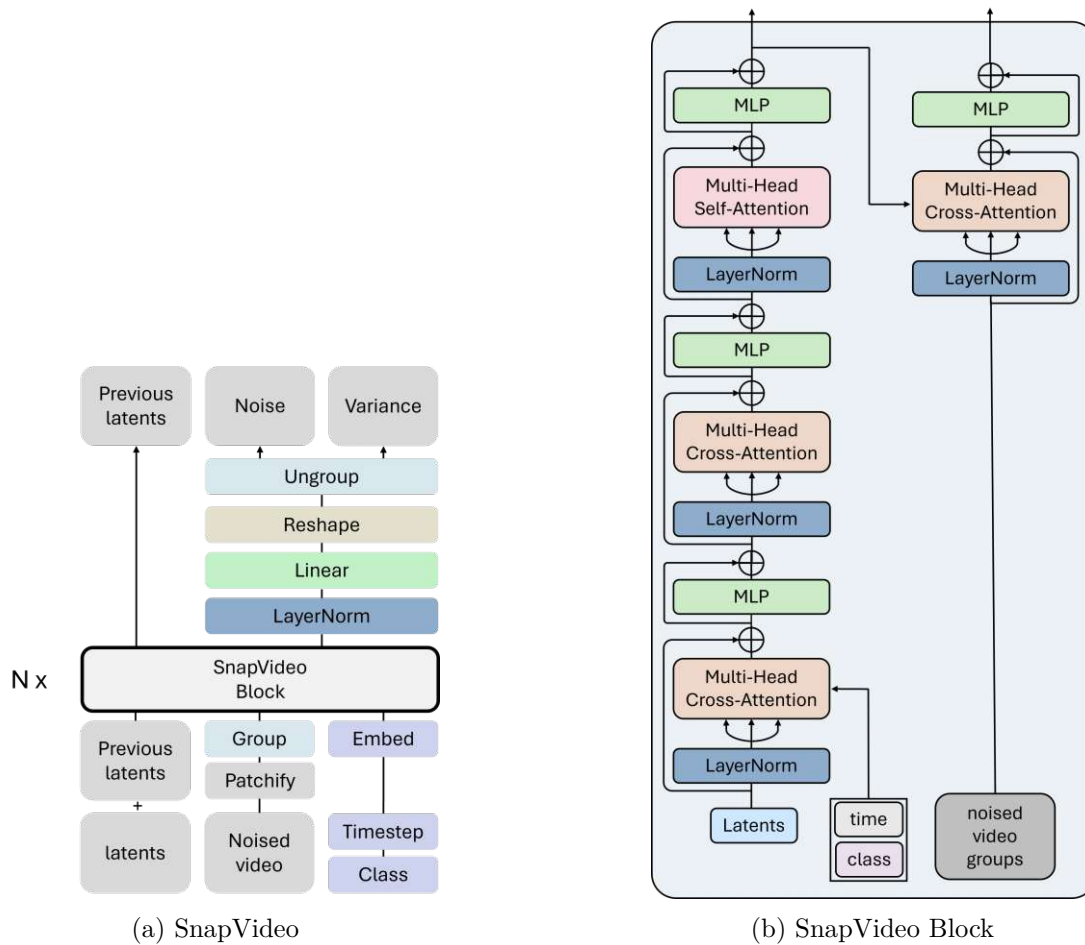 Previous
latents
Noise
Variance
Ungroup
Reshape
Linear
LayerNorm
N x
SnapVideo
Block
Previous
latents
+
latents
Group
Patchify
Noised
video
Embed
Timestep
Class
(a) SnapVideo
MLP
Multi-Head
Self-Attention
LayerNorm
MLP
Multi-Head
Cross-Attention
LayerNorm
MLP
Multi-Head
Cross-Attention
LayerNorm
Latents
time
class
MLP
Multi-Head
Cross-Attention
LayerNorm
noised
video
groups
(b) SnapVideo Block